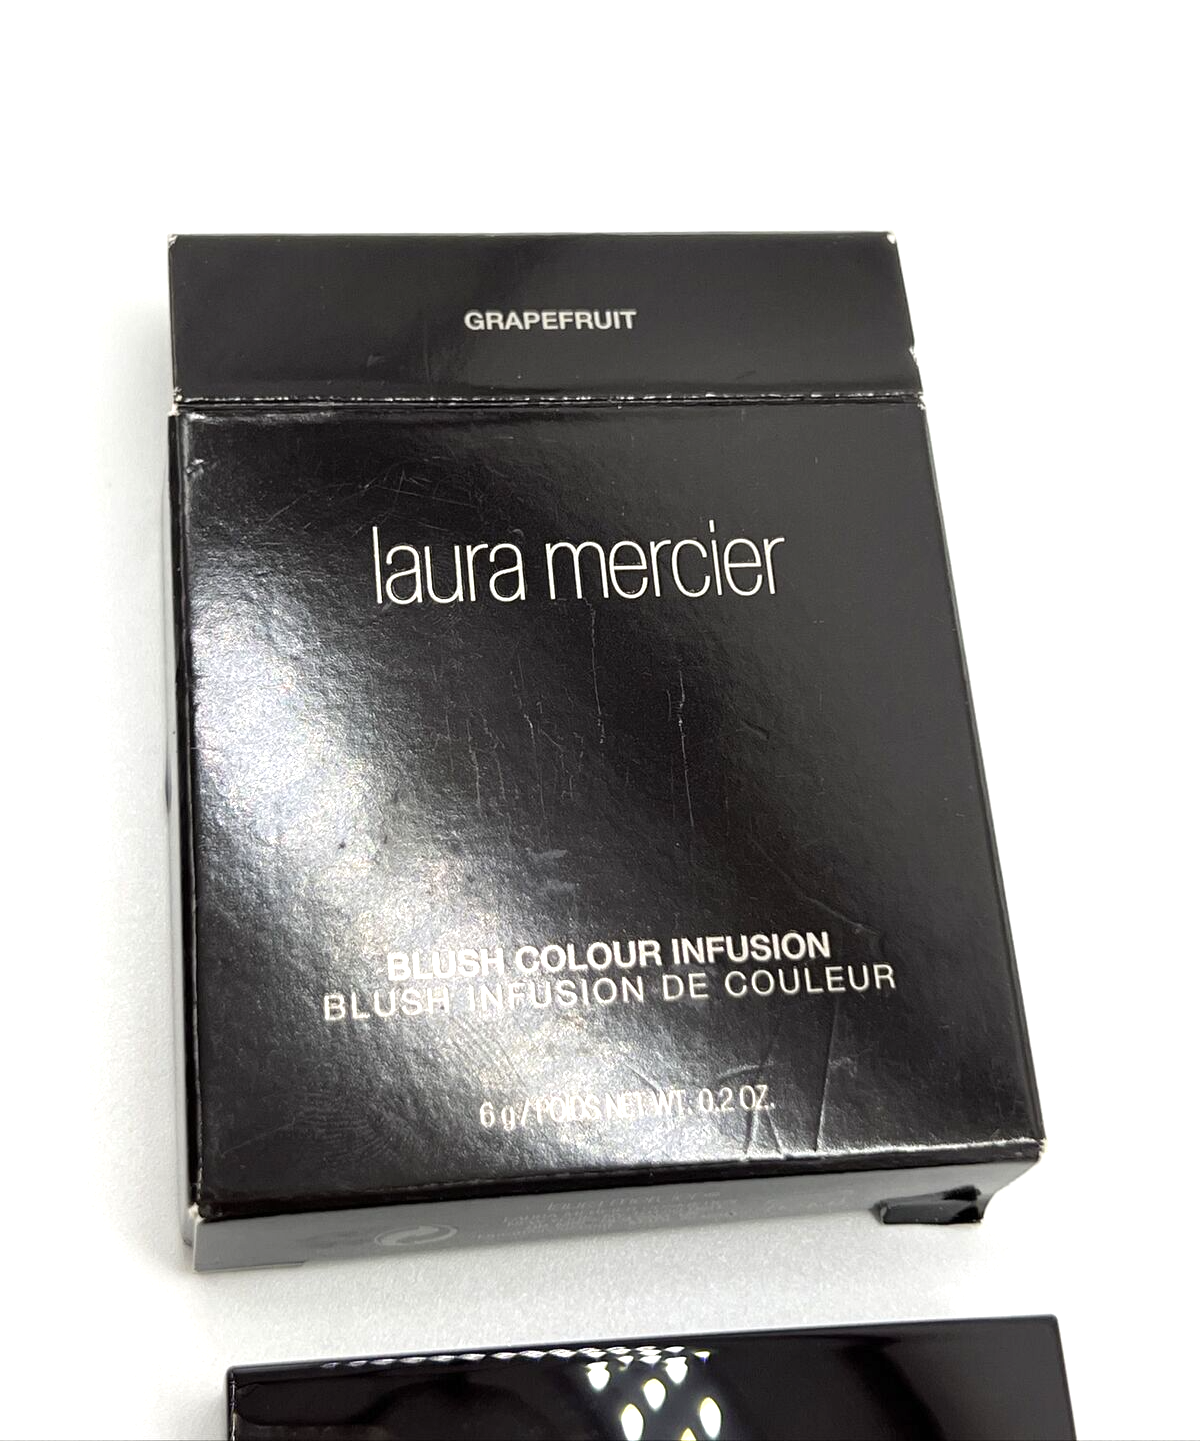 GRAPEFRUIT
laura mercier
BLUSH COLOUR INFUSION
BLUSH INFUSION DE COULEUR
6 g / POIDS NET WT. 0.2 OZ.